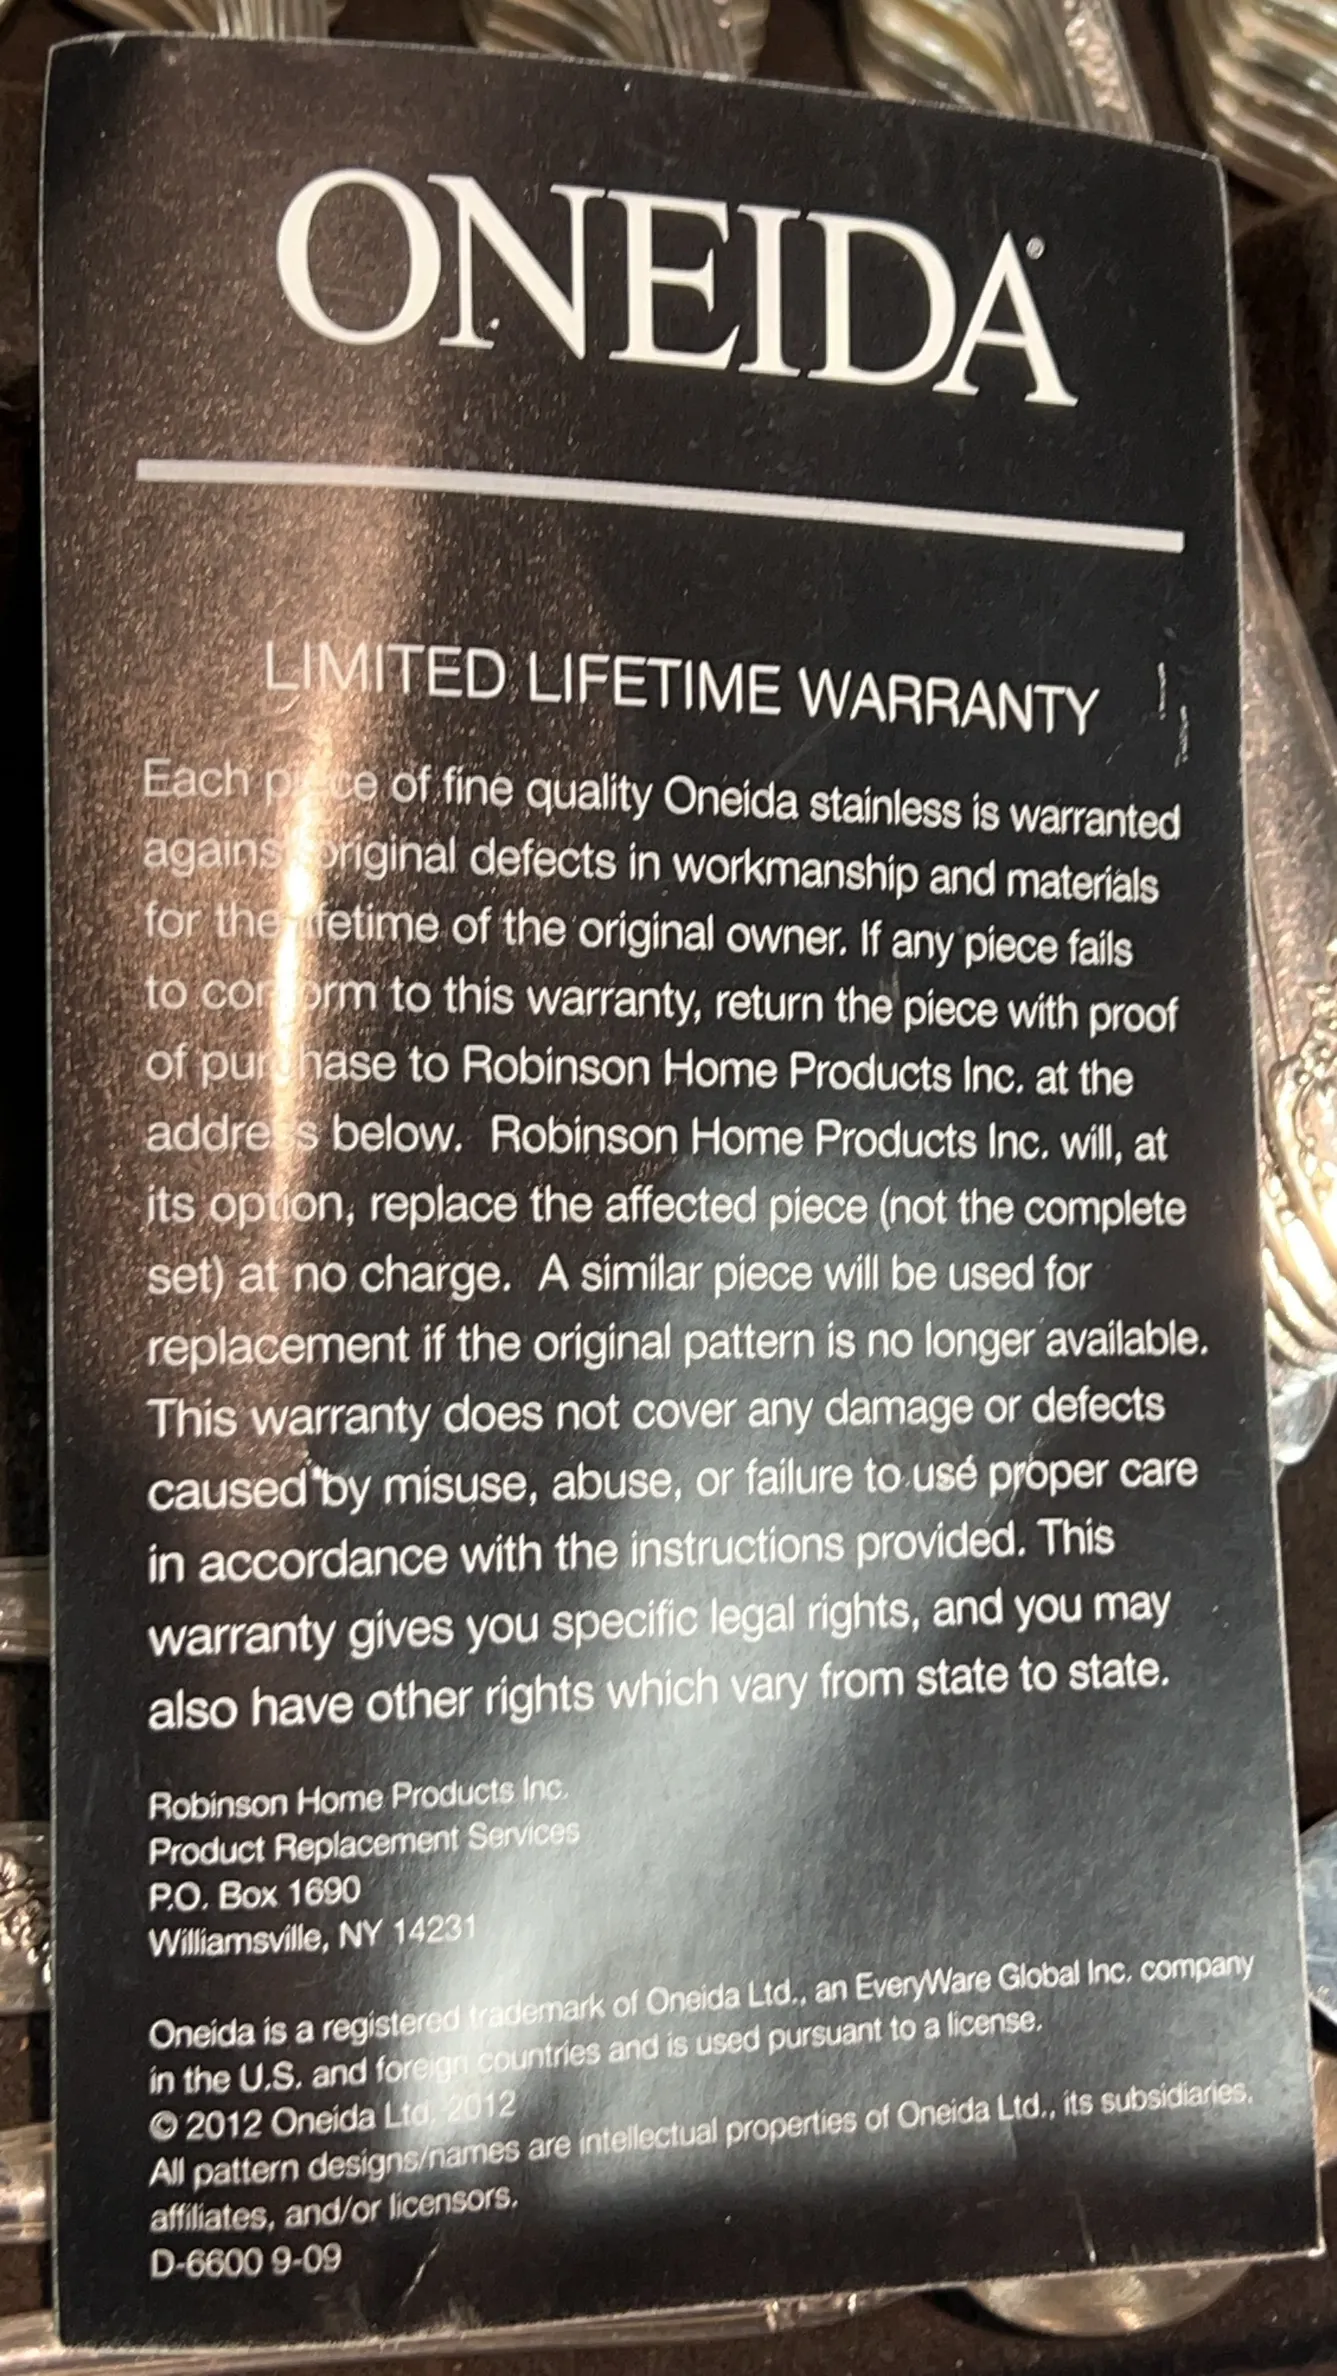 ONEIDA®
LIMITED LIFETIME WARRANTY
Each piece of fine quality Oneida stainless is warranted
against original defects in workmanship and materials
for the lifetime of the original owner. If any piece fails
to conform to this warranty, return the piece with proof
of purchase to Robinson Home Products Inc. at the
address below. Robinson Home Products Inc. will, at
its option, replace the affected piece (not the complete
set) at no charge. A similar piece will be used for
replacement if the original pattern is no longer available.
This warranty does not cover any damage or defects
caused by misuse, abuse, or failure to use proper care
in accordance with the instructions provided. This
warranty gives you specific legal rights, and you may
also have other rights which vary from state to state.
Robinson Home Products Inc.
Product Replacement Services
P.O. Box 1690
Williamsville, NY 14231
Oneida is a registered trademark of Oneida Ltd., an EveryWare Global Inc. company
in the U.S. and foreign countries and is used pursuant to a license.
© 2012 Oneida Ltd. 2012
All pattern designs/names are intellectual properties of Oneida Ltd., its subsidiaries,
affiliates, and/or licensors.
D-6600 9-09